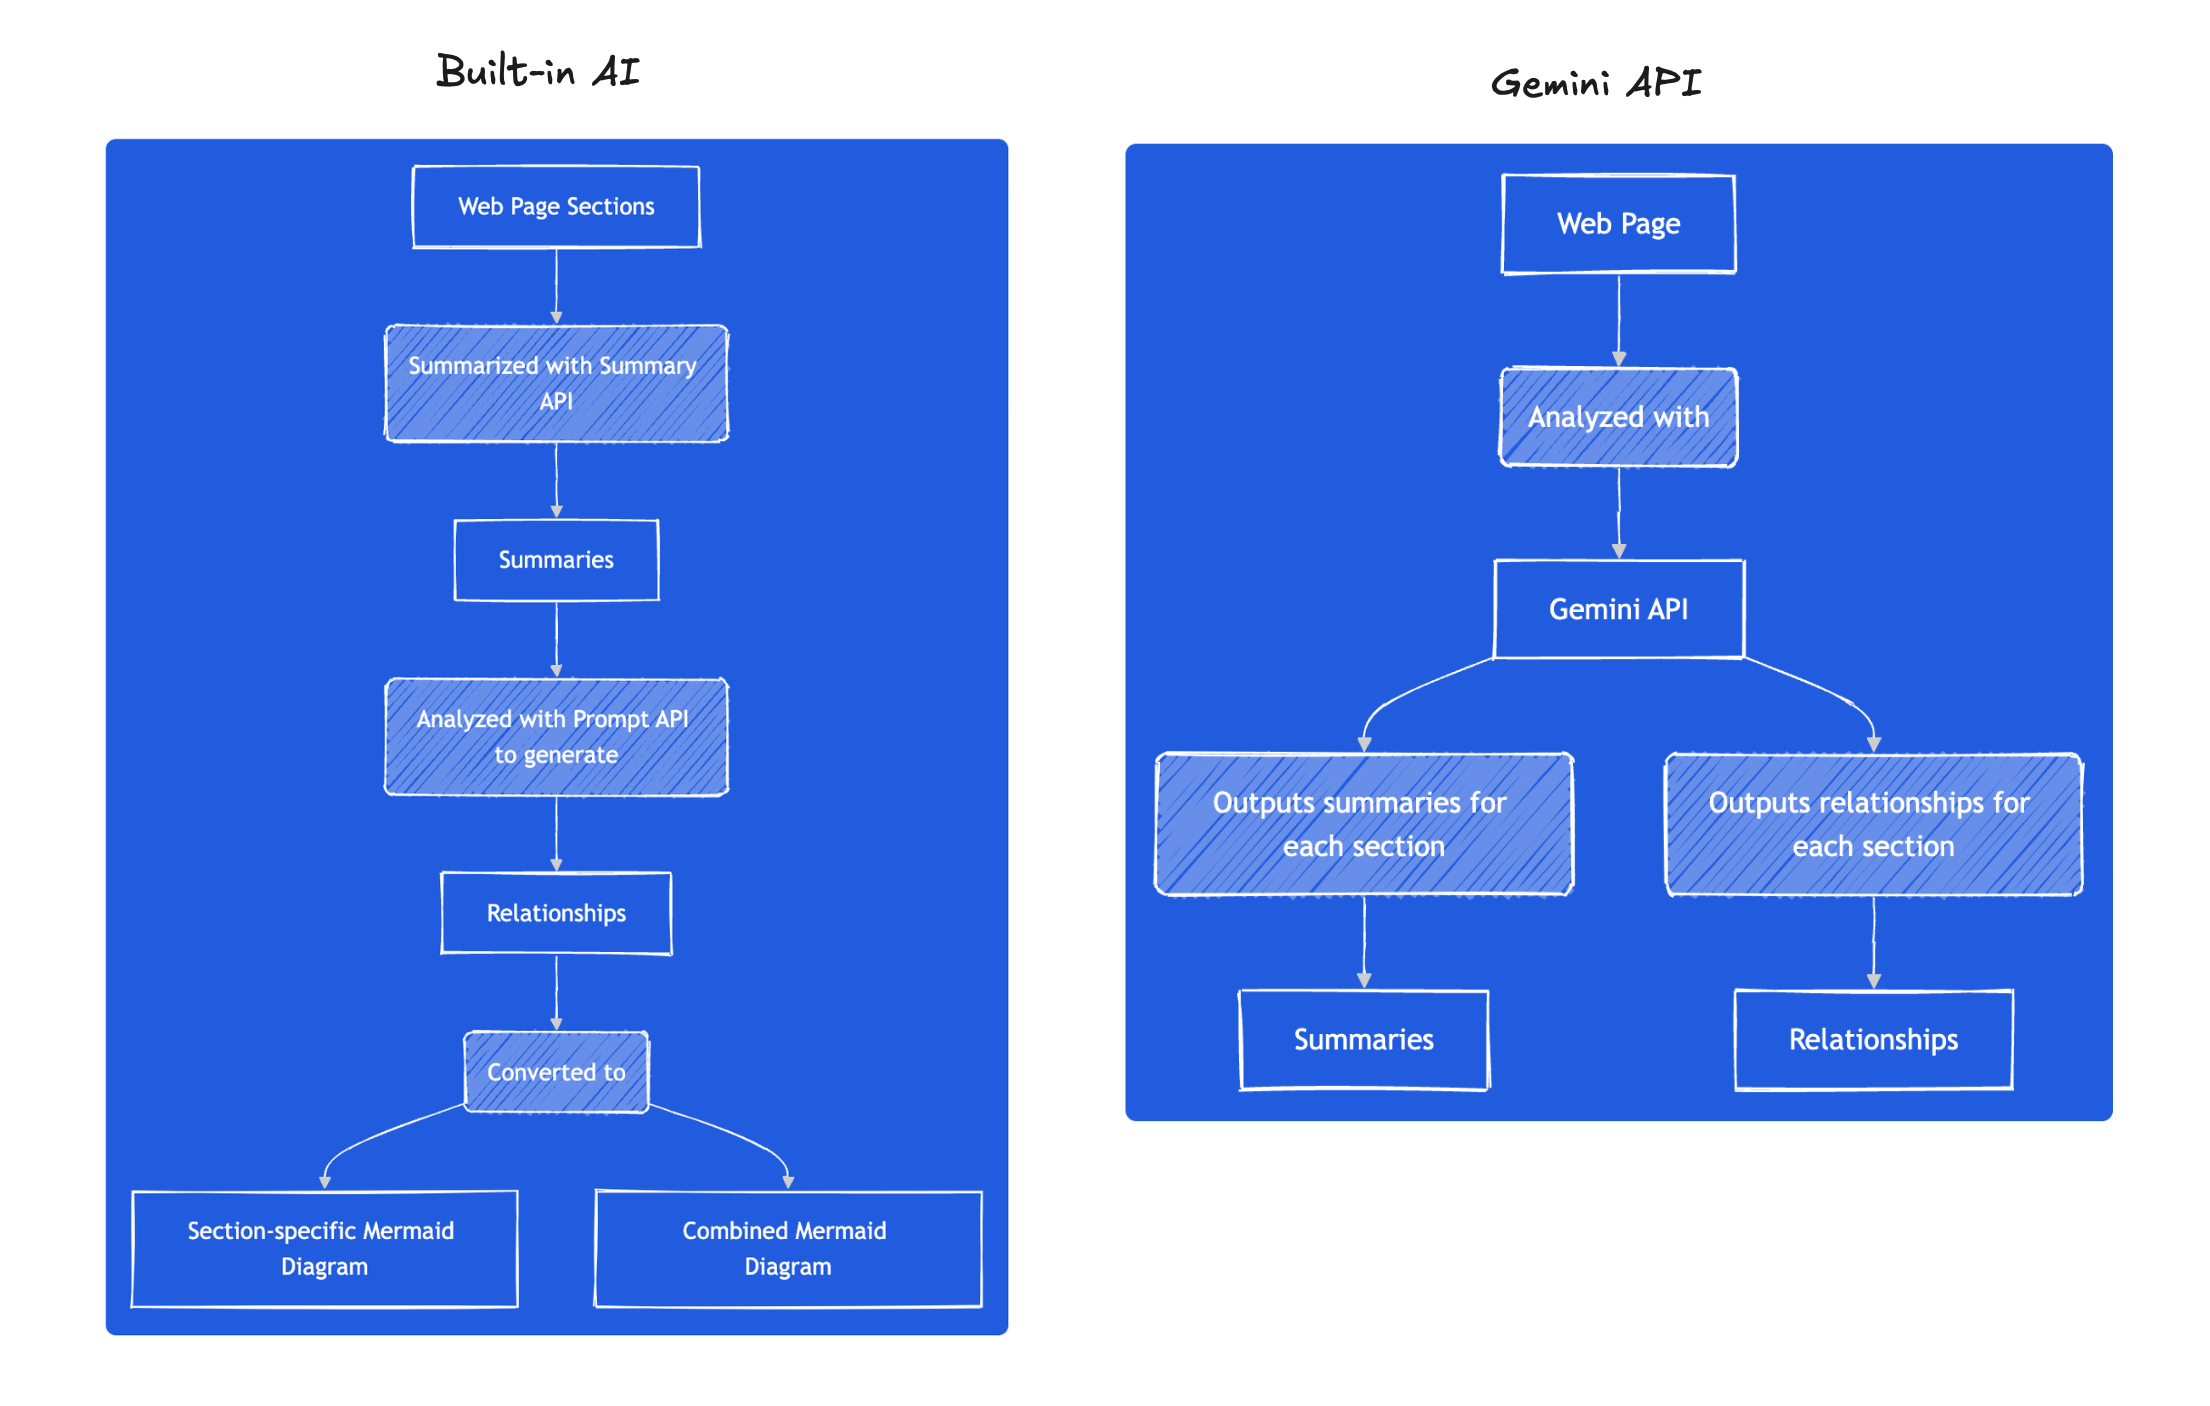 Built-in AI
Web Page Sections
Summarized with Summary
API
Summaries
Analyzed with Prompt API
to generate
Relationships
Converted to
Section-specific Mermaid
Diagram
Combined Mermaid
Diagram
Gemini API
Web Page
Analyzed with
Gemini API
Outputs summaries for
each section
Outputs relationships for
each section
Summaries
Relationships